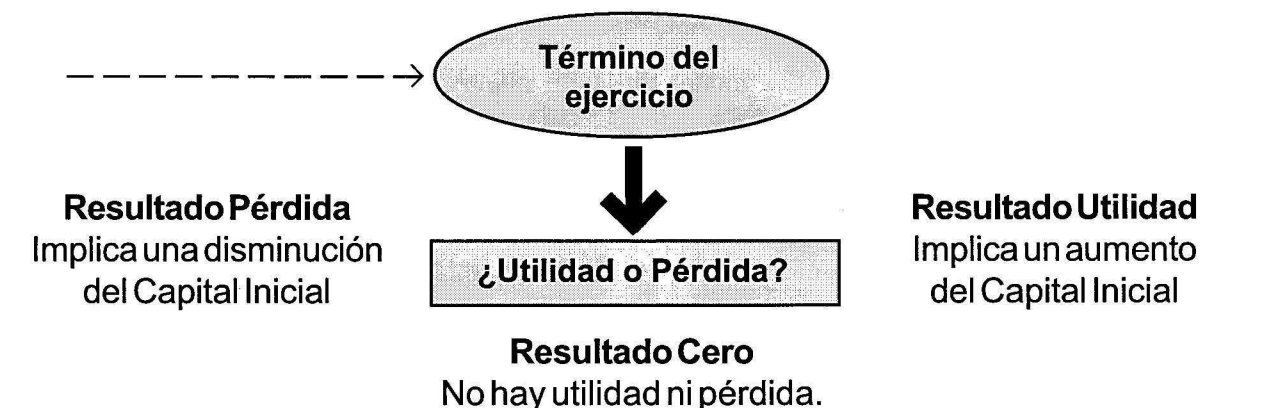 Término del
ejercicio
Resultado Pérdida
Implica una disminución
del Capital Inicial
¿Utilidad o Pérdida?
Resultado Utilidad
Implica un aumento
del Capital Inicial
Resultado Cero
No hay utilidad ni pérdida.